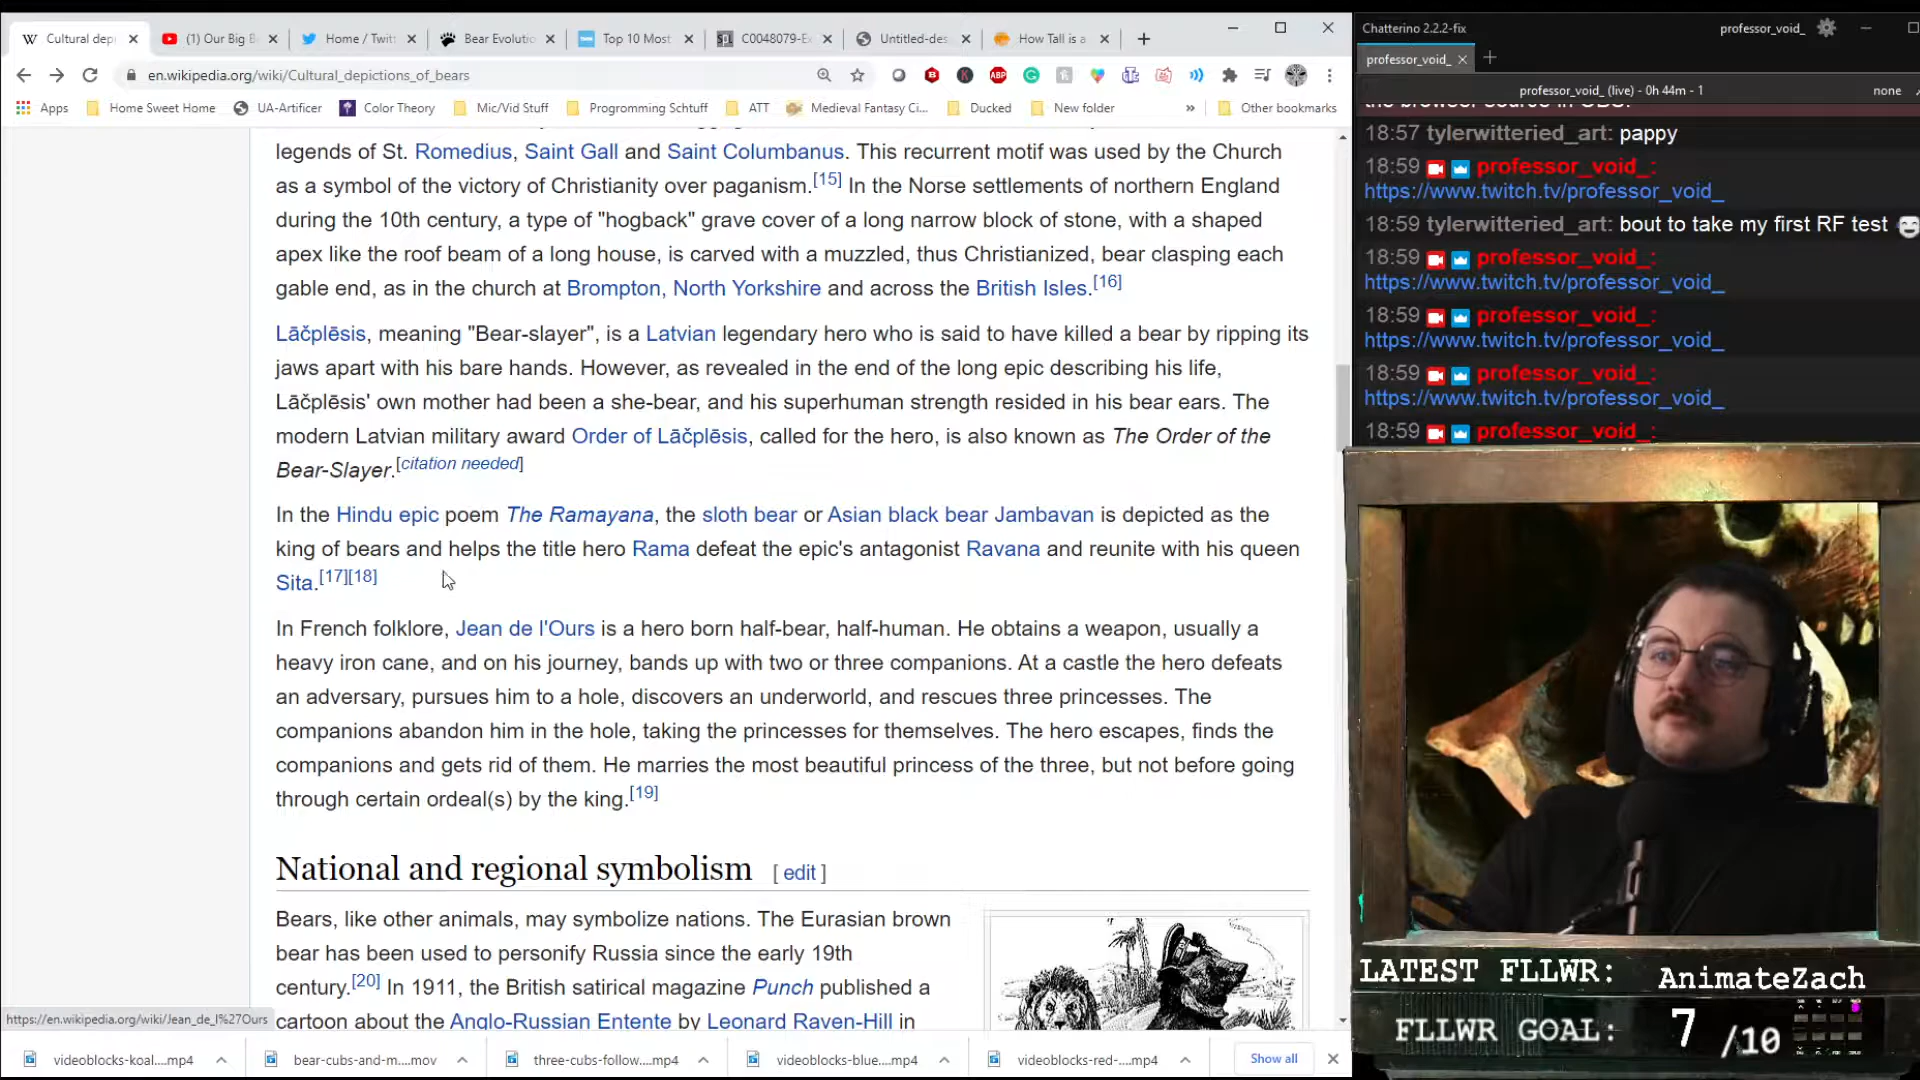 Cultural dep
(1) Our Big B
Home / Twitt
Bear Evolutio
Top 10 Most
C0048079-Ex
Untitled-des
How Tall is a
en.wikipedia.org/wiki/Cultural_depictions_of_bears
Apps
Home Sweet Home
UA-Artificer
Color Theory
Mic/Vid Stuff
Programming Schtuff
ATT
Medieval Fantasy Ci...
Ducked
New folder
»
Other bookmarks
legends of St. Romedius, Saint Gall and Saint Columbanus. This recurrent motif was used by the Church
as a symbol of the victory of Christianity over paganism.[15] In the Norse settlements of northern England
during the 10th century, a type of "hogback" grave cover of a long narrow block of stone, with a shaped
apex like the roof beam of a long house, is carved with a muzzled, thus Christianized, bear clasping each
gable end, as in the church at Brompton, North Yorkshire and across the British Isles.[16]
Lāčplēsis, meaning "Bear-slayer", is a Latvian legendary hero who is said to have killed a bear by ripping its
jaws apart with his bare hands. However, as revealed in the end of the long epic describing his life,
Lāčplēsis' own mother had been a she-bear, and his superhuman strength resided in his bear ears. The
modern Latvian military award Order of Lāčplēsis, called for the hero, is also known as The Order of the
Bear-Slayer.[citation needed]
In the Hindu epic poem The Ramayana, the sloth bear or Asian black bear Jambavan is depicted as the
king of bears and helps the title hero Rama defeat the epic's antagonist Ravana and reunite with his queen
Sita.[17][18]
In French folklore, Jean de l'Ours is a hero born half-bear, half-human. He obtains a weapon, usually a
heavy iron cane, and on his journey, bands up with two or three companions. At a castle the hero defeats
an adversary, pursues him to a hole, discovers an underworld, and rescues three princesses. The
companions abandon him in the hole, taking the princesses for themselves. The hero escapes, finds the
companions and gets rid of them. He marries the most beautiful princess of the three, but not before going
through certain ordeal(s) by the king.[19]
National and regional symbolism [ edit ]
Bears, like other animals, may symbolize nations. The Eurasian brown
bear has been used to personify Russia since the early 19th
century.[20] In 1911, the British satirical magazine Punch published a
cartoon about the Anglo-Russian Entente by Leonard Raven-Hill in
https://en.wikipedia.org/wiki/Jean_de_l%27Ours
videoblocks-koal....mp4
bear-cubs-and-m....mov
three-cubs-follow....mp4
videoblocks-blue....mp4
videoblocks-red-....mp4
Show all
Chatterino 2.2.2-fix
professor_void_
professor_void_
professor_void_ (live) - 0h 44m - 1
none
the browser source in OBS.
18:57 tylerwitteried_art: pappy
18:59 professor_void_:
https://www.twitch.tv/professor_void_
18:59 tylerwitteried_art: bout to take my first RF test
18:59 professor_void_:
https://www.twitch.tv/professor_void_
18:59 professor_void_:
https://www.twitch.tv/professor_void_
18:59 professor_void_:
https://www.twitch.tv/professor_void_
18:59 professor_void_:
LATEST FLLWR: AnimateZach
FLLWR GOAL: 7 /10